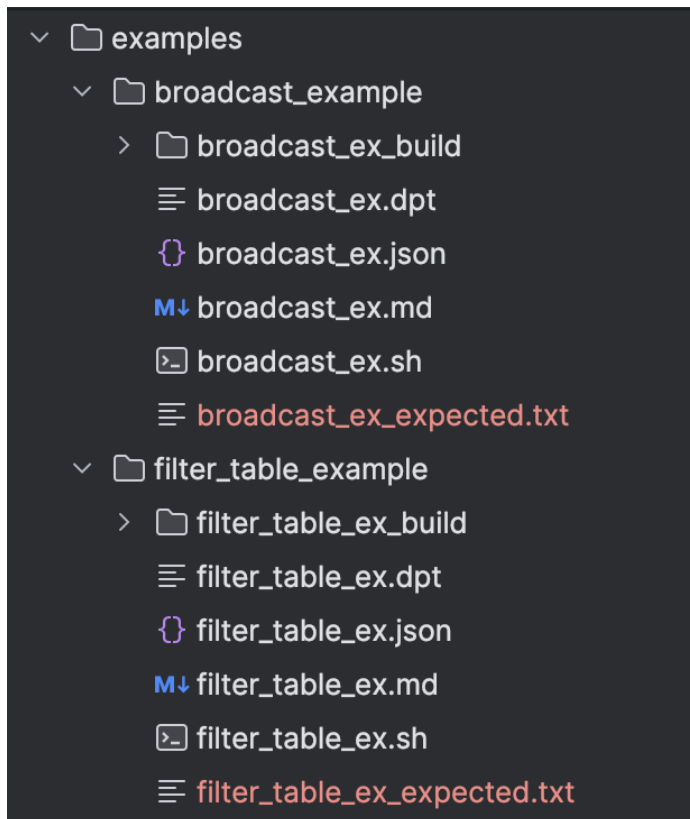 examples
broadcast_example
broadcast_ex_build
broadcast_ex.dpt
{} broadcast_ex.json
M↓ broadcast_ex.md
broadcast_ex.sh
broadcast_ex_expected.txt
filter_table_example
filter_table_ex_build
filter_table_ex.dpt
{} filter_table_ex.json
M↓ filter_table_ex.md
filter_table_ex.sh
filter_table_ex_expected.txt